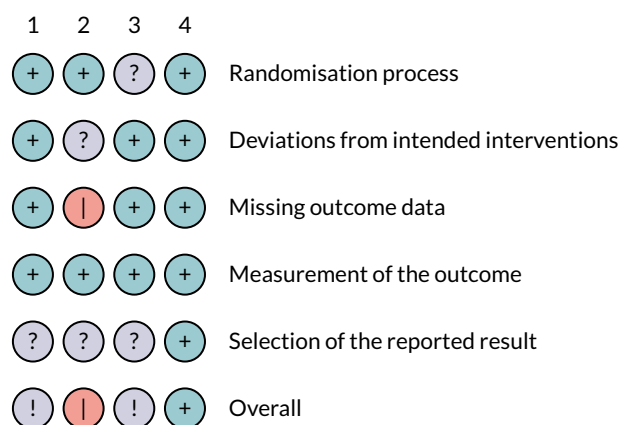 1 2 3 4
+ + ? + Randomisation process
+ ? + + Deviations from intended interventions
+ | + + Missing outcome data
+ + + + Measurement of the outcome
? ? ? + Selection of the reported result
! | ! + Overall